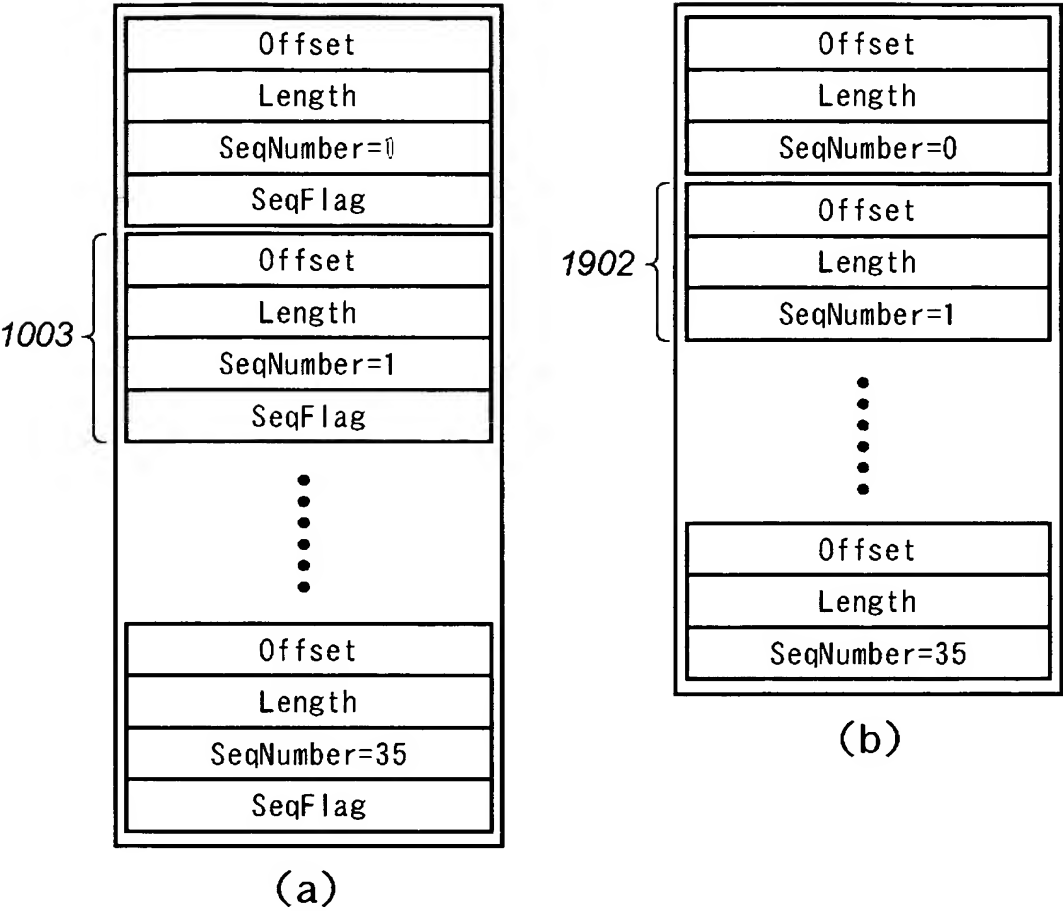 Offset
Length
SeqNumber=0
SeqFlag
1003
Offset
Length
SeqNumber=1
SeqFlag
Offset
Length
SeqNumber=35
SeqFlag
(a)
Offset
Length
SeqNumber=0
1902
Offset
Length
SeqNumber=1
Offset
Length
SeqNumber=35
(b)